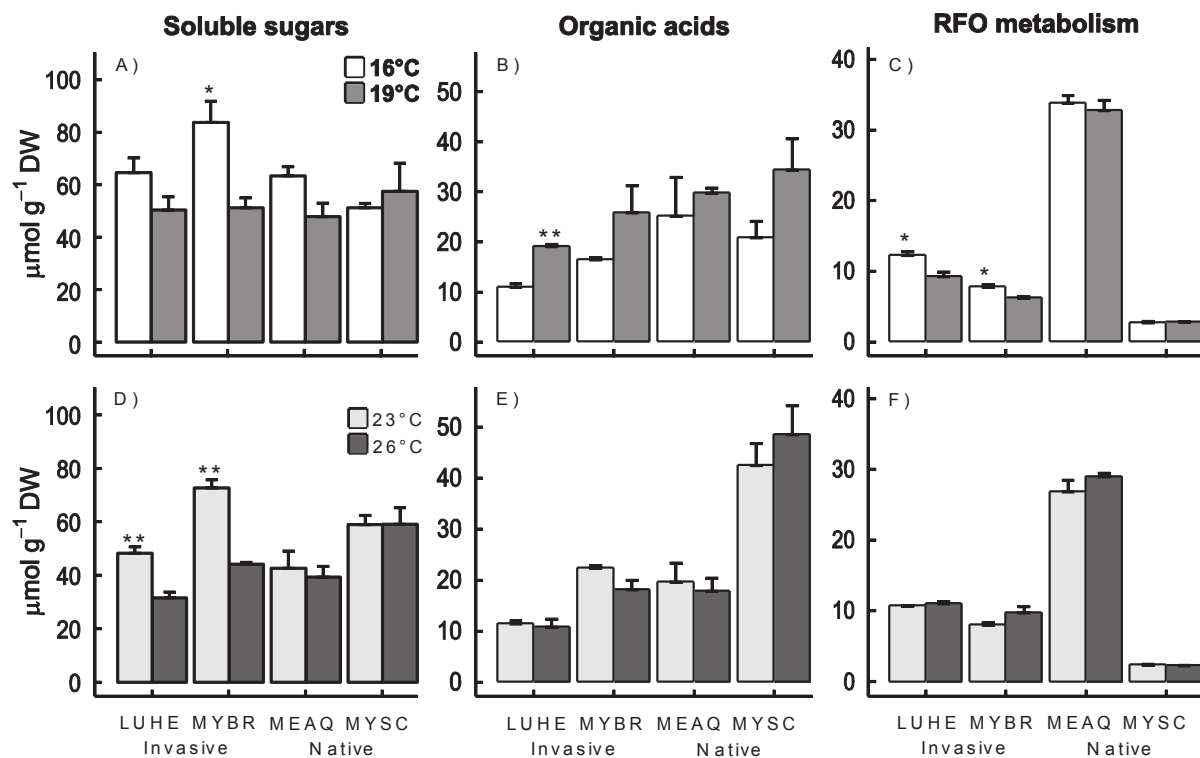 Soluble sugars
Organic acids
RFO metabolism
A)
16°C
19°C
B)
C)
μmol g⁻¹ DW
100
80
60
40
20
0
*
50
40
30
20
10
0
**
40
30
20
10
0
*
*
D)
23°C
26°C
E)
F)
μmol g⁻¹ DW
100
80
60
40
20
0
**
**
50
40
30
20
10
0
40
30
20
10
0
LUHE MYBR MEAQ MYSC
Invasive Native
LUHE MYBR MEAQ MYSC
Invasive Native
LUHE MYBR MEAQ MYSC
Invasive Native